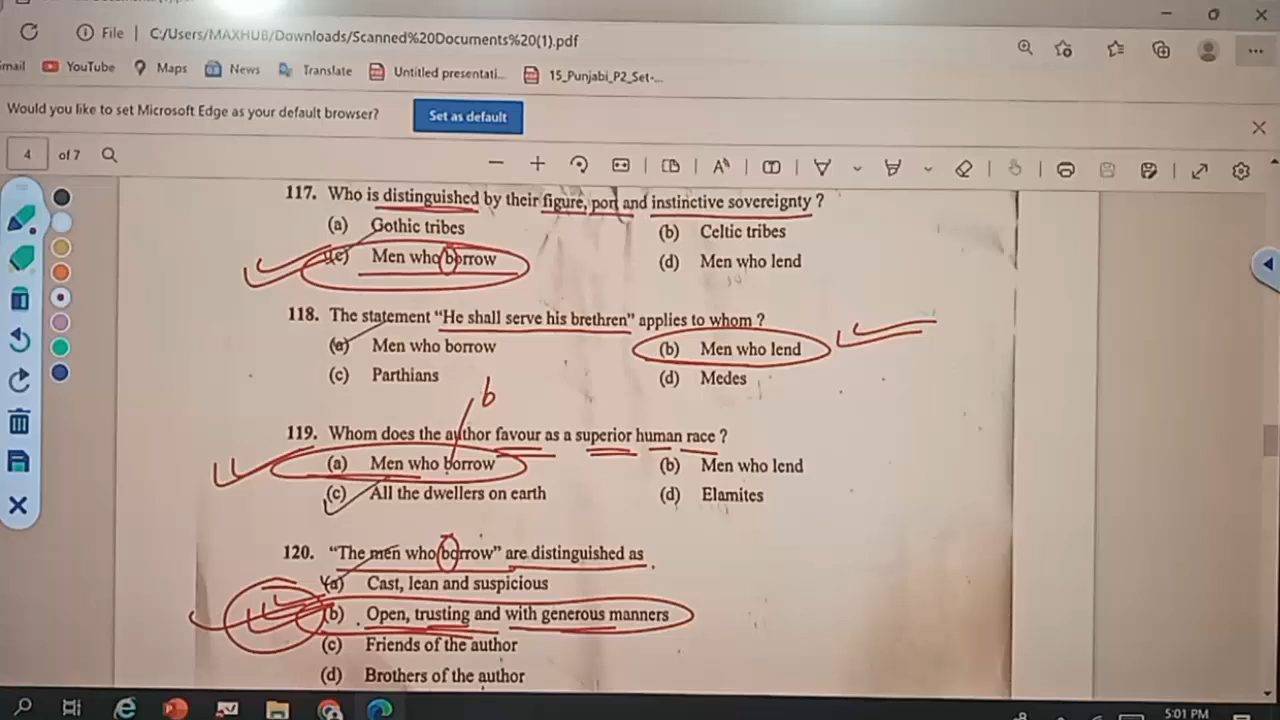 File | C:/Users/MAXHUB/Downloads/Scanned%20Documents%20(1).pdf
mail YouTube Maps News Translate Untitled presentati... 15_Punjabi_P2_Set-...
Would you like to set Microsoft Edge as your default browser? Set as default
4 of 7
117. Who is distinguished by their figure, port and instinctive sovereignty ?
(a) Gothic tribes (b) Celtic tribes
(c) Men who borrow (d) Men who lend
118. The statement "He shall serve his brethren" applies to whom ?
(a) Men who borrow (b) Men who lend
(c) Parthians (d) Medes
b
119. Whom does the author favour as a superior human race ?
(a) Men who borrow (b) Men who lend
(c) All the dwellers on earth (d) Elamites
120. "The men who borrow" are distinguished as
(a) Cast, lean and suspicious
(b) Open, trusting and with generous manners
(c) Friends of the author
(d) Brothers of the author
5:01 PM